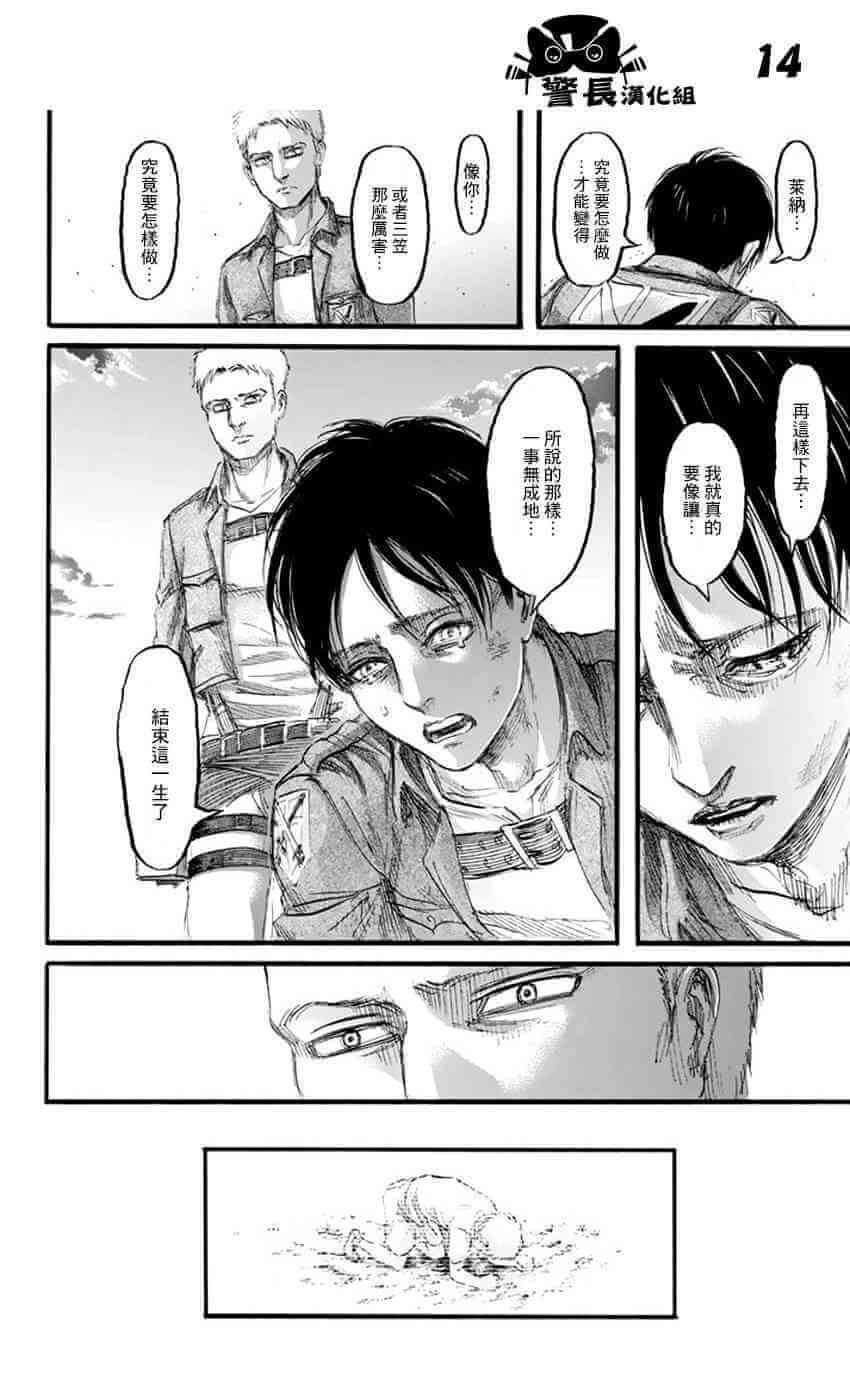 14
警長漢化組
萊納…
究竟要怎麼做
…才能變得
像你…
或者三笠
那麼厲害…
究竟要怎樣做…
再這樣下去…
我就真的
要像讓…
所說的那樣…
一事無成地…
結束這一生了